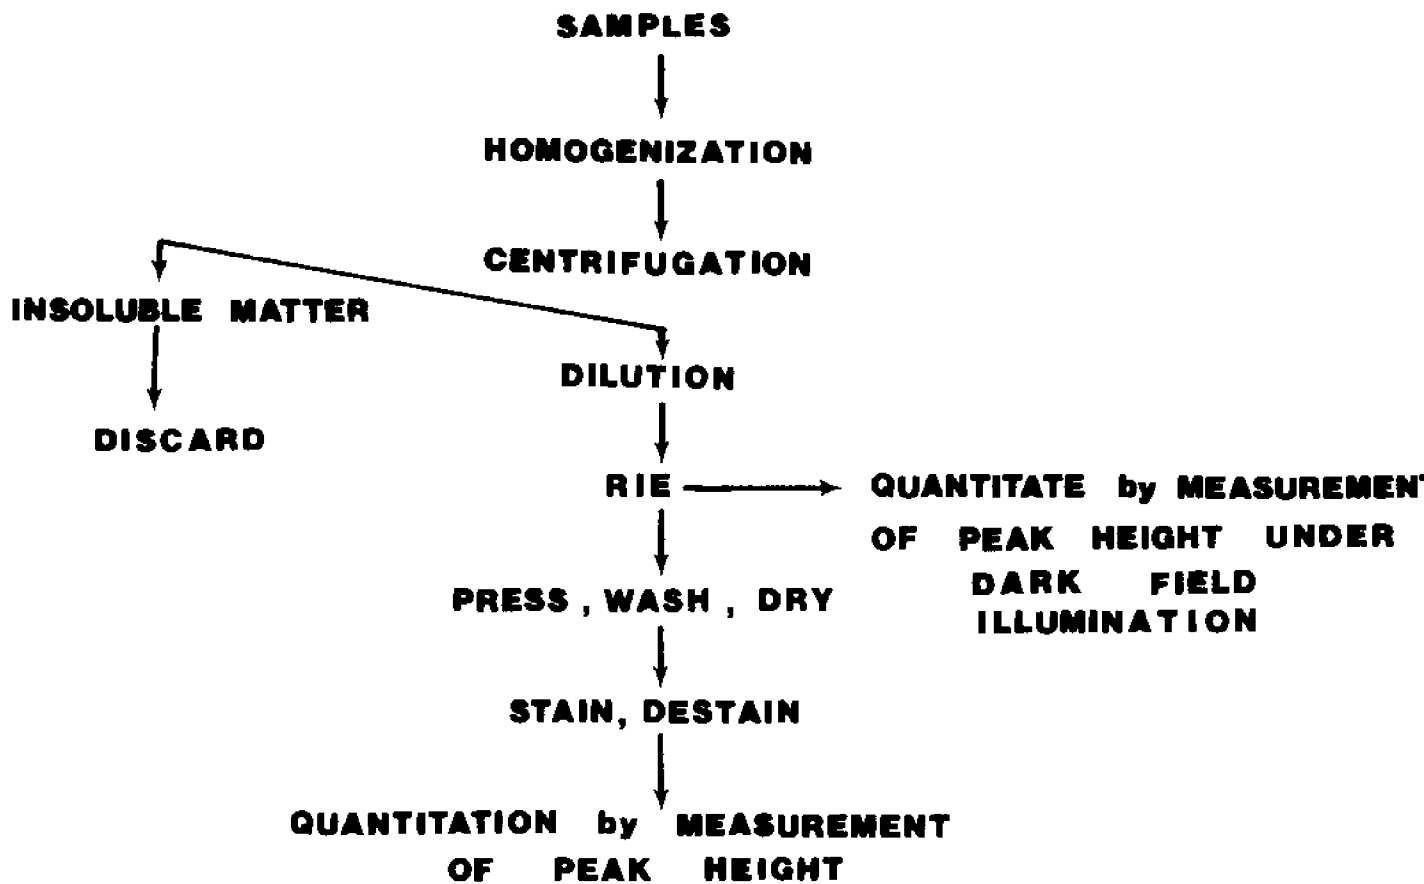 SAMPLES
HOMOGENIZATION
CENTRIFUGATION
INSOLUBLE MATTER
DILUTION
DISCARD
RIE
QUANTITATE by MEASUREMENT
OF PEAK HEIGHT UNDER
DARK FIELD
ILLUMINATION
PRESS, WASH, DRY
STAIN, DESTAIN
QUANTITATION by MEASUREMENT
OF PEAK HEIGHT